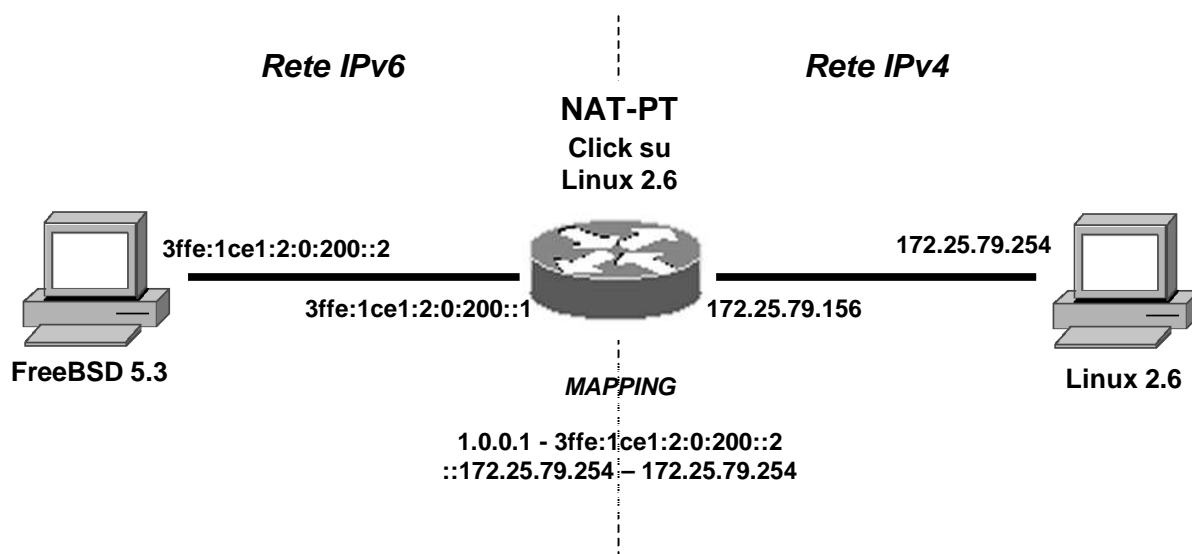 Rete IPv6
Rete IPv4
NAT-PT
Click su
Linux 2.6
3ffe:1ce1:2:0:200::2
172.25.79.254
3ffe:1ce1:2:0:200::1
172.25.79.156
FreeBSD 5.3
Linux 2.6
MAPPING
1.0.0.1 - 3ffe:1ce1:2:0:200::2
::172.25.79.254 – 172.25.79.254